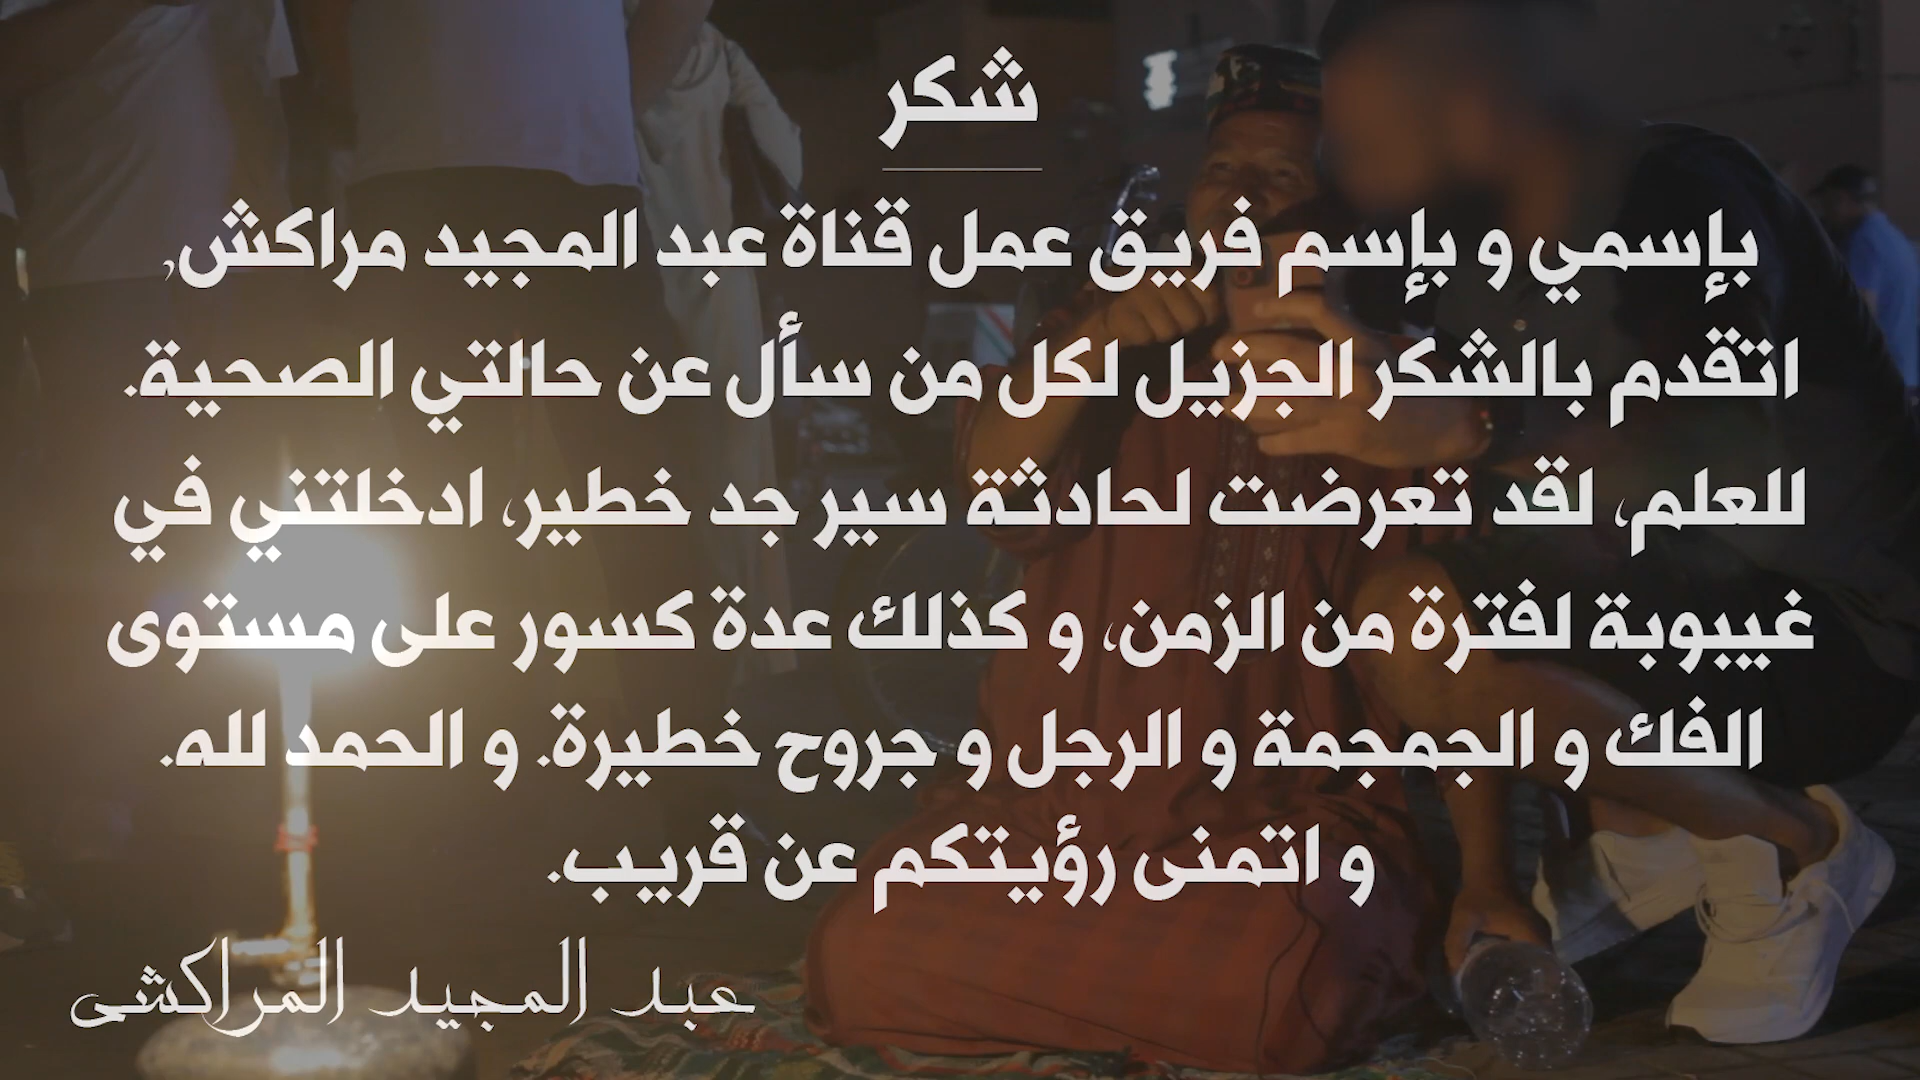 شكر
بإسمي و بإسم فريق عمل قناة عبد المجيد مراكش,
اتقدم بالشكر الجزيل لكل من سأل عن حالتي الصحية.
للعلم، لقد تعرضت لحادثة سير جد خطير، ادخلتني في
غيبوبة لفترة من الزمن، و كذلك عدة كسور على مستوى
الفك و الجمجمة و الرجل و جروح خطيرة. و الحمد لله.
و اتمنى رؤيتكم عن قريب.
عبد المجيد المراكشي